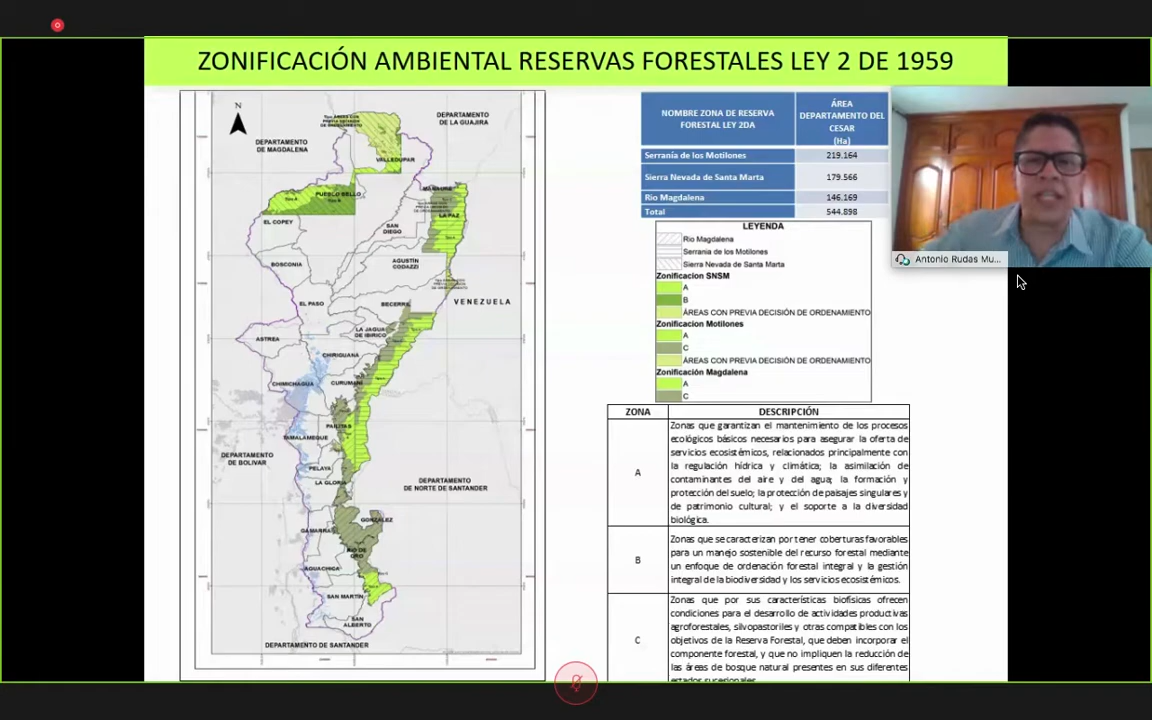 ZONIFICACIÓN AMBIENTAL RESERVAS FORESTALES LEY 2 DE 1959
N
DEPARTAMENTO
DE LA GUAJIRA
DEPARTAMENTO
DE MAGDALENA
VALLEDUPAR
PUEBLO BELLO
EL COPEY
MANAURE
LA PAZ
SAN
DIEGO
AGUSTIN
CODAZZI
BOSCONIA
EL PASO
BECERRIL
VENEZUELA
LA JAGUA
DE IBIRICO
ASTREA
CHIRIGUANA
CHIMICHAGUA
CURUMANI
PAILITAS
TAMALAMEQUE
DEPARTAMENTO
DE BOLIVAR
PELAYA
LA GLORIA
DEPARTAMENTO
DE NORTE DE SANTANDER
GONZALEZ
GAMARRA
RIO DE
ORO
AGUACHICA
SAN MARTIN
SAN
ALBERTO
DEPARTAMENTO DE SANTANDER
NOMBRE ZONA DE RESERVA
FORESTAL LEY 2DA
ÁREA
DEPARTAMENTO DEL
CESAR
(Ha)
Serranía de los Motilones 219.164
Sierra Nevada de Santa Marta 179.566
Rio Magdalena 146.169
Total 544.898
LEYENDA
Rio Magdalena
Serrania de los Motilones
Sierra Nevada de Santa Marta
Zonificacion SNSM
A
B
ÁREAS CON PREVIA DECISIÓN DE ORDENAMIENTO
Zonificacion Motilones
A
C
ÁREAS CON PREVIA DECISIÓN DE ORDENAMIENTO
Zonificación Magdalena
A
C
ZONA DESCRIPCIÓN
A
Zonas que garantizan el mantenimiento de los procesos
ecológicos básicos necesarios para asegurar la oferta de
servicios ecosistémicos, relacionados principalmente con
la regulación hídrica y climática; la asimilación de
contaminantes del aire y del agua; la formación y
protección del suelo; la protección de paisajes singulares y
de patrimonio cultural; y el soporte a la diversidad
biológica.
B
Zonas que se caracterizan por tener coberturas favorables
para un manejo sostenible del recurso forestal mediante
un enfoque de ordenación forestal integral y la gestión
integral de la biodiversidad y los servicios ecosistémicos.
C
Zonas que por sus características biofísicas ofrecen
condiciones para el desarrollo de actividades productivas
agroforestales, silvopastoriles y otras compatibles con los
objetivos de la Reserva Forestal, que deben incorporar el
componente forestal, y que no impliquen la reducción de
las áreas de bosque natural presentes en sus diferentes
estados sucesionales.
Antonio Rudas Mu...